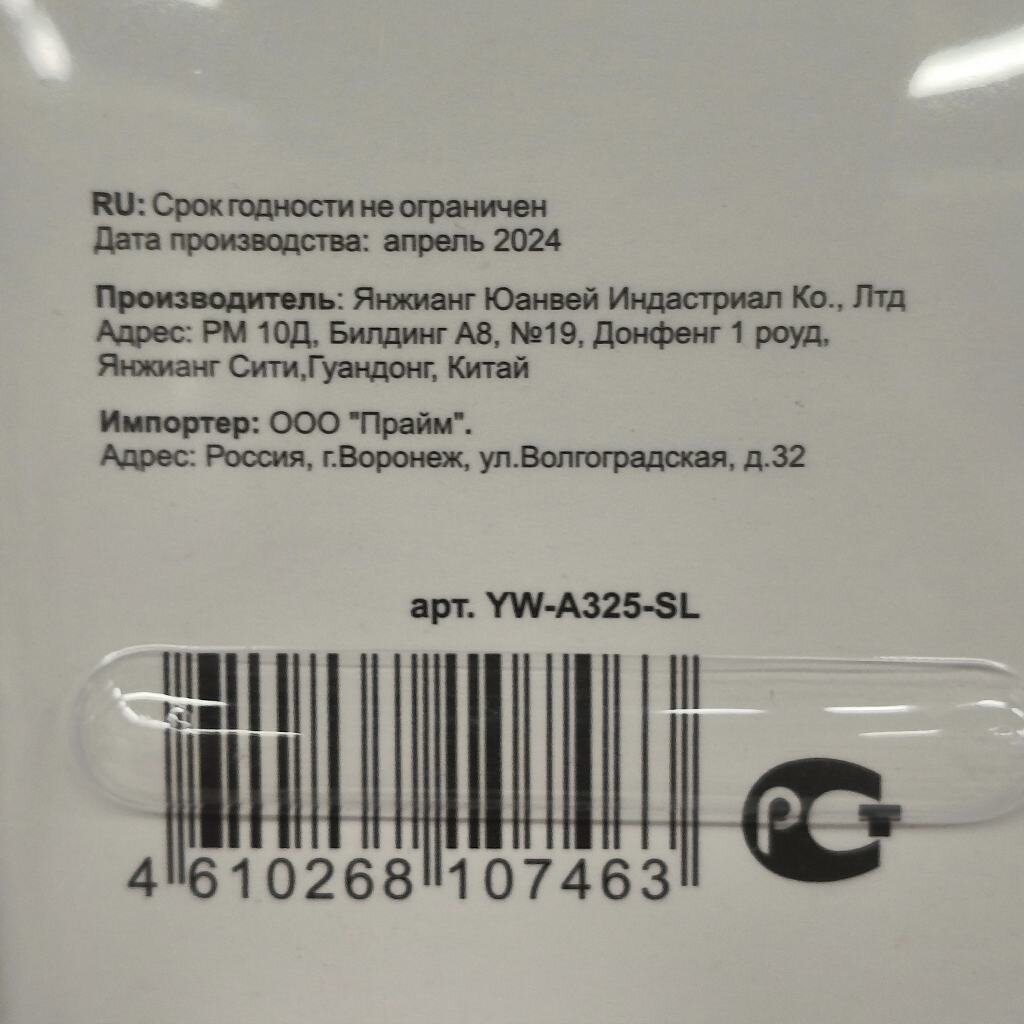 RU: Срок годности не ограничен
Дата производства: апрель 2024
Производитель: Янжианг Юанвей Индастриал Ко., Лтд
Адрес: РМ 10Д, Билдинг А8, №19, Донфенг 1 роуд,
Янжианг Сити,Гуандонг, Китай
Импортер: ООО "Прайм".
Адрес: Россия, г.Воронеж, ул.Волгоградская, д.32
арт. YW-A325-SL
4 610268 107463
РСТ